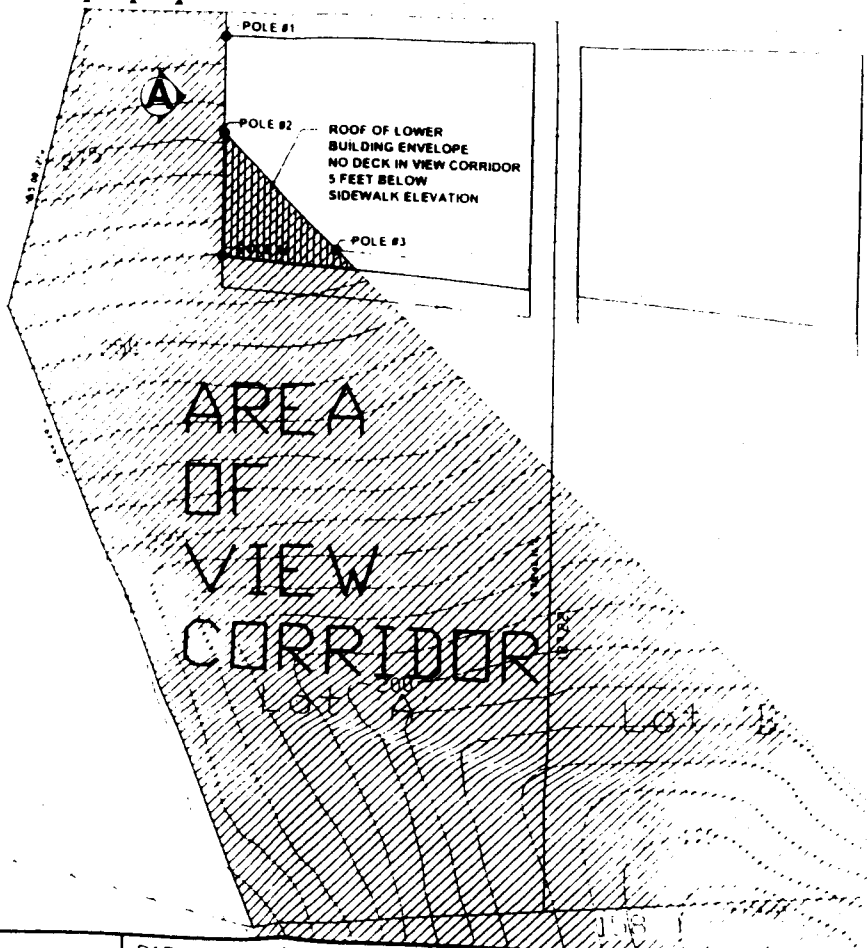 POLE #1
A
POLE #2
ROOF OF LOWER
BUILDING ENVELOPE
NO DECK IN VIEW CORRIDOR
5 FEET BELOW
SIDEWALK ELEVATION
POLE #3
AREA
OF
VIEW
CORRIDOR
200
Lot A
Lot B